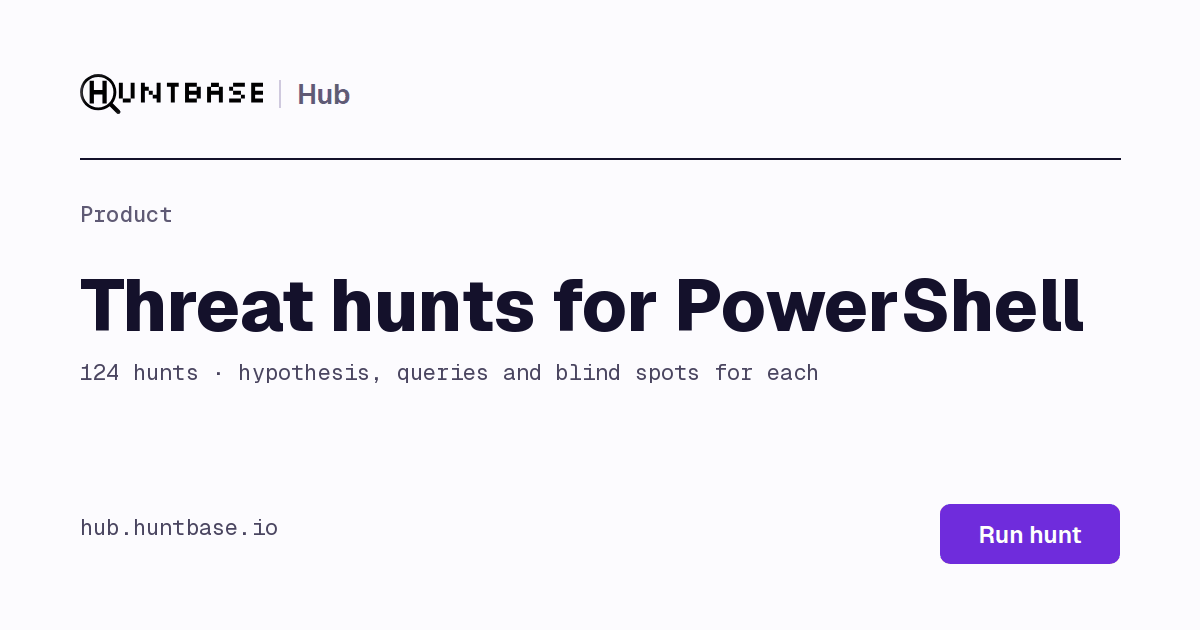 HUNTBASE | Hub
Product
Threat hunts for PowerShell
124 hunts · hypothesis, queries and blind spots for each
hub.huntbase.io
Run hunt